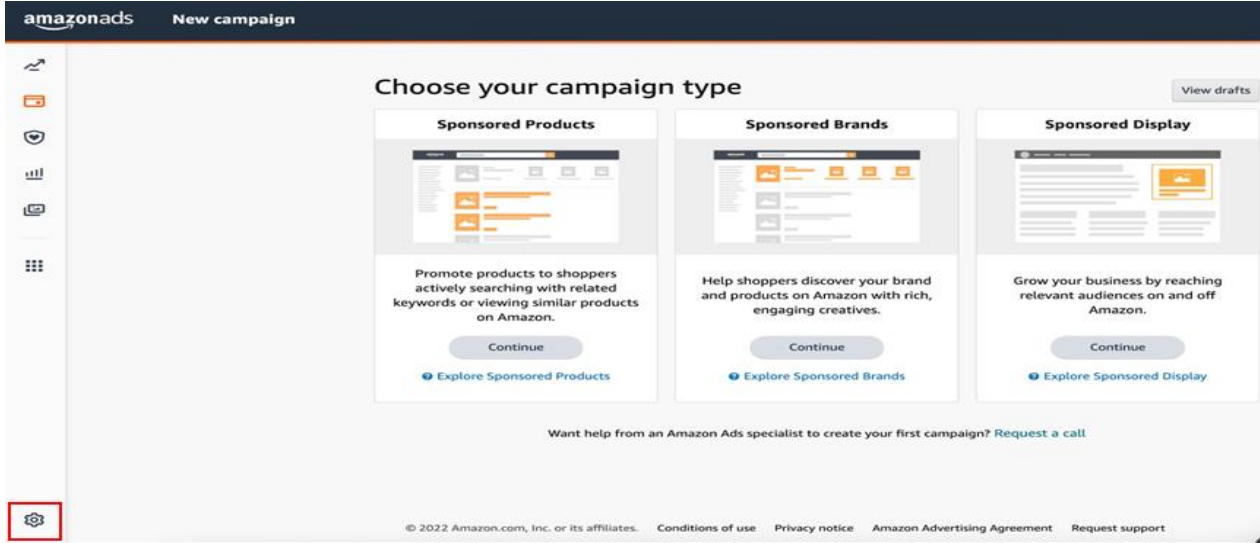 amazonads New campaign
Choose your campaign type
View drafts
Sponsored Products
Promote products to shoppers
actively searching with related
keywords or viewing similar products
on Amazon.
Continue
Explore Sponsored Products
Sponsored Brands
Help shoppers discover your brand
and products on Amazon with rich,
engaging creatives.
Continue
Explore Sponsored Brands
Sponsored Display
Grow your business by reaching
relevant audiences on and off
Amazon.
Continue
Explore Sponsored Display
Want help from an Amazon Ads specialist to create your first campaign? Request a call
© 2022 Amazon.com, Inc. or its affiliates. Conditions of use Privacy notice Amazon Advertising Agreement Request support